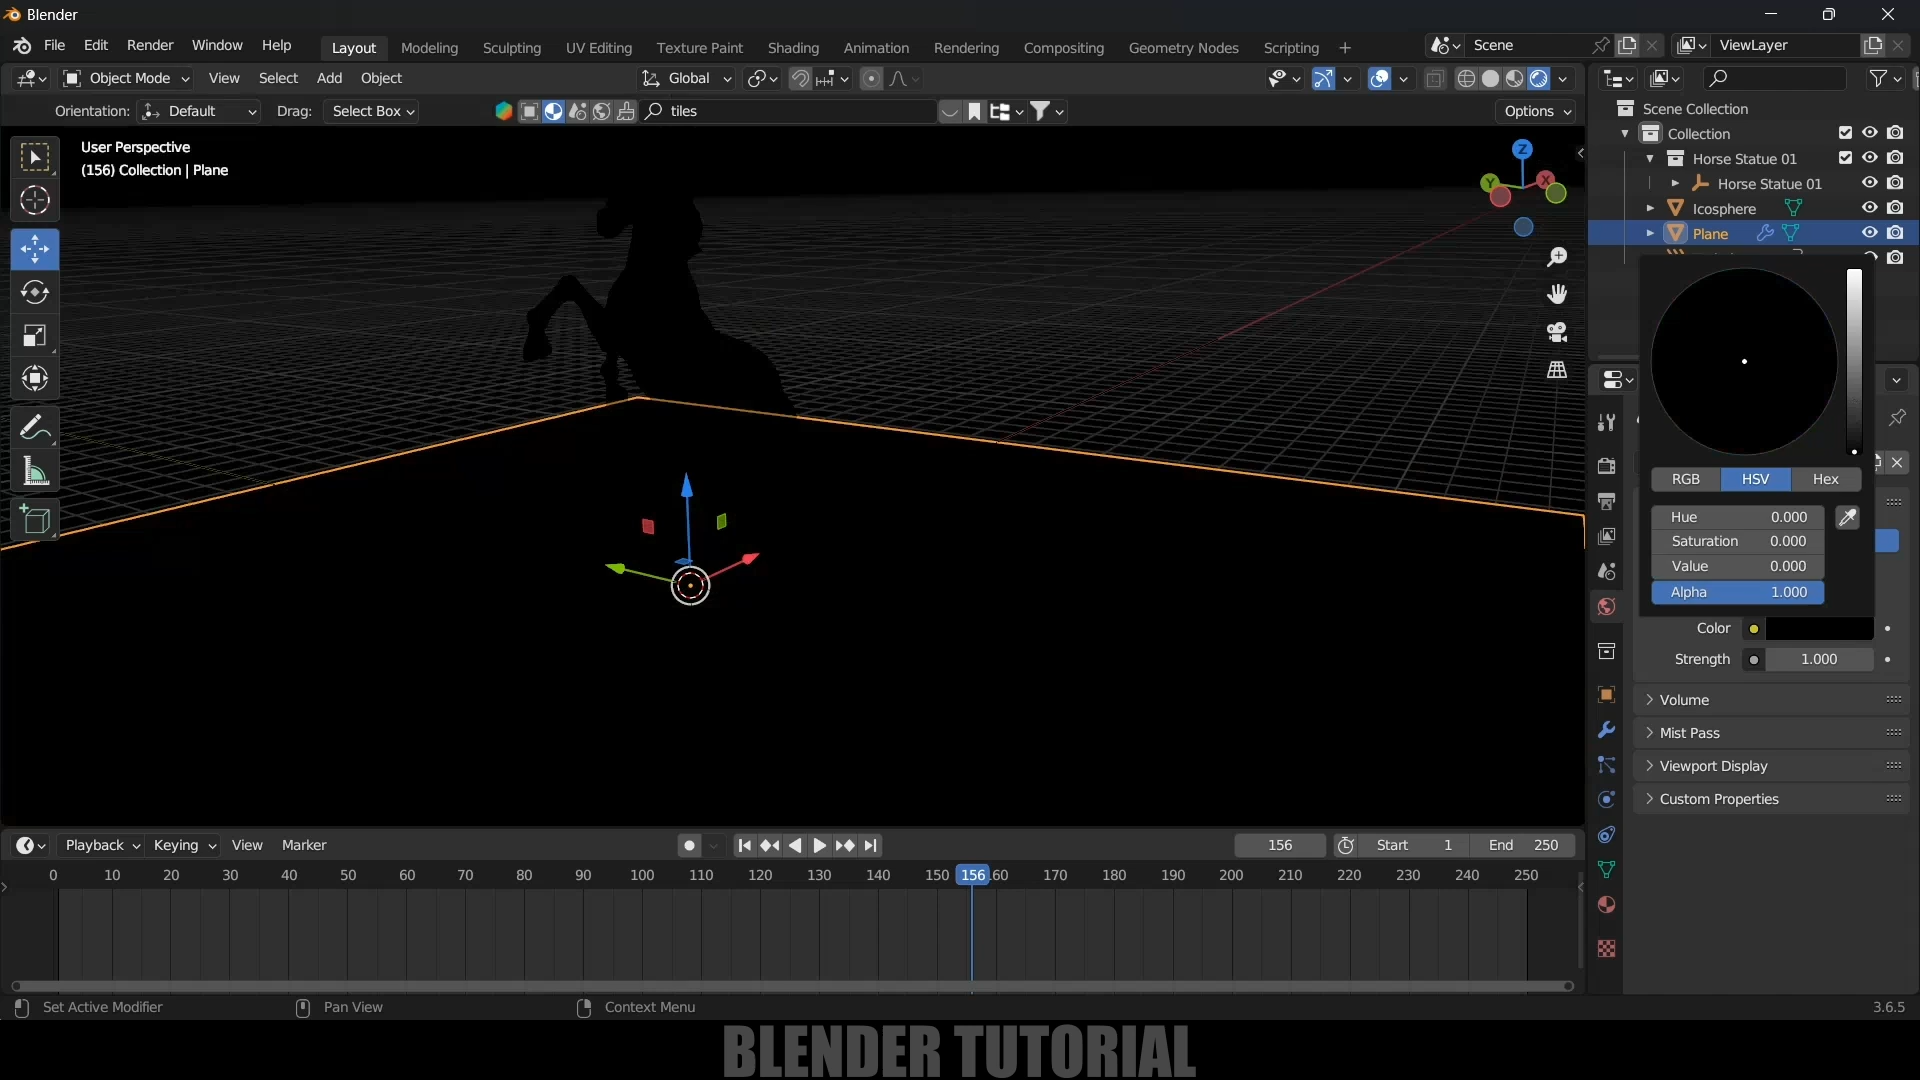 Blender
File Edit Render Window Help Layout Modeling Sculpting UV Editing Texture Paint Shading Animation Rendering Compositing Geometry Nodes Scripting + Scene ViewLayer
Object Mode View Select Add Object Global
Orientation: Default Drag: Select Box tiles Options
User Perspective
(156) Collection | Plane
Z
Y
X
Scene Collection
Collection
Horse Statue 01
Horse Statue 01
Icosphere
Plane
RGB HSV Hex
Hue 0.000
Saturation 0.000
Value 0.000
Alpha 1.000
Color
Strength 1.000
Volume
Mist Pass
Viewport Display
Custom Properties
Playback Keying View Marker 156 Start 1 End 250
0 10 20 30 40 50 60 70 80 90 100 110 120 130 140 150 156 60 170 180 190 200 210 220 230 240 250
Set Active Modifier Pan View Context Menu 3.6.5
BLENDER TUTORIAL